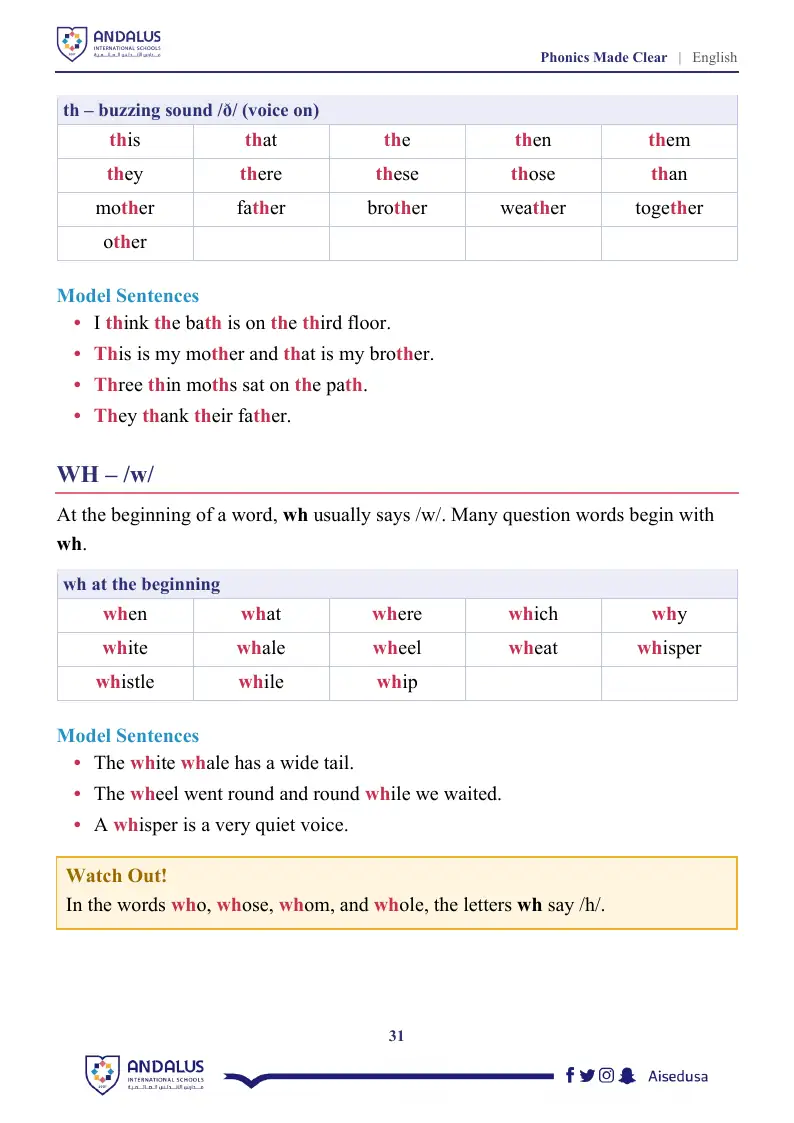 ANDALUS
INTERNATIONAL SCHOOLS
مدارس الأندلس العالمية
Phonics Made Clear | English
th – buzzing sound /ð/ (voice on)
this that the then them
they there these those than
mother father brother weather together
other
Model Sentences
• I think the bath is on the third floor.
• This is my mother and that is my brother.
• Three thin moths sat on the path.
• They thank their father.
WH – /w/
At the beginning of a word, wh usually says /w/. Many question words begin with
wh.
wh at the beginning
when what where which why
white whale wheel wheat whisper
whistle while whip
Model Sentences
• The white whale has a wide tail.
• The wheel went round and round while we waited.
• A whisper is a very quiet voice.
Watch Out!
In the words who, whose, whom, and whole, the letters wh say /h/.
31
ANDALUS
INTERNATIONAL SCHOOLS
مدارس الأندلس العالمية
Aisedusa